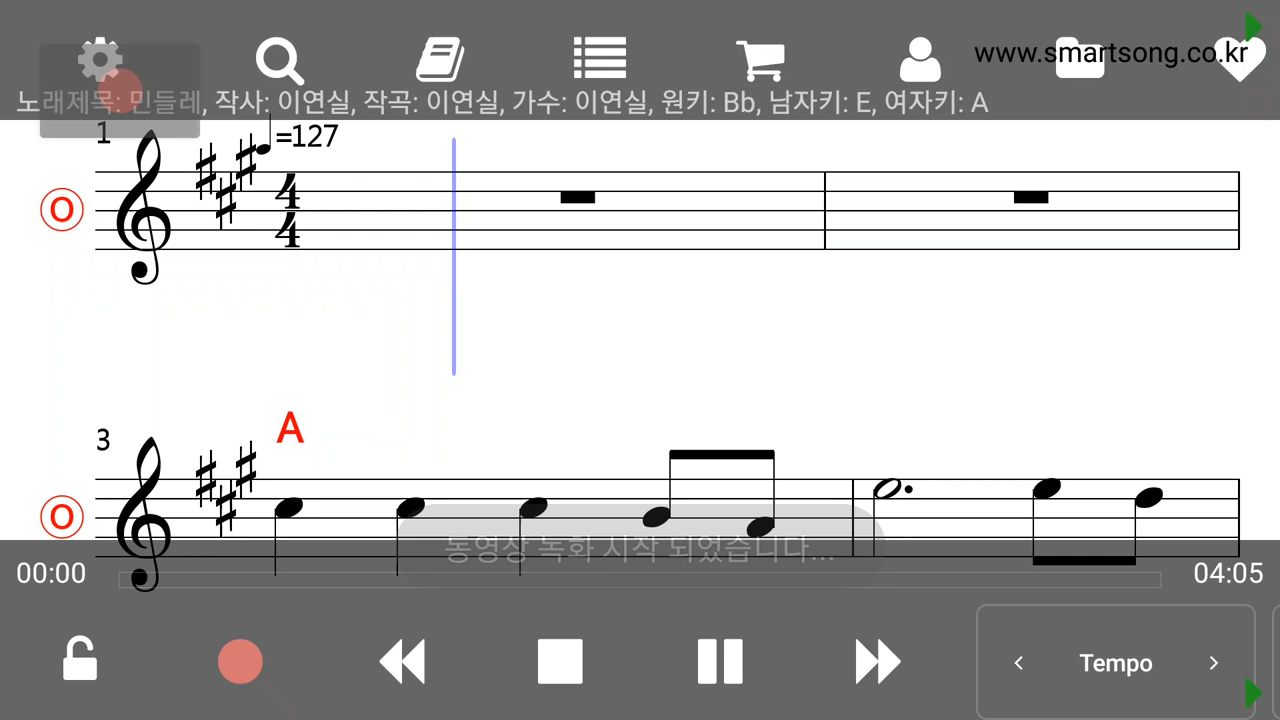 www.smartsong.co.kr
노래제목: 민들레, 작사: 이연실, 작곡: 이연실, 가수: 이연실, 원키: Bb, 남자키: E, 여자키: A
1
=127
4
4
O
A
3
O
동영상 녹화 시작 되었습니다...
00:00
04:05
Tempo